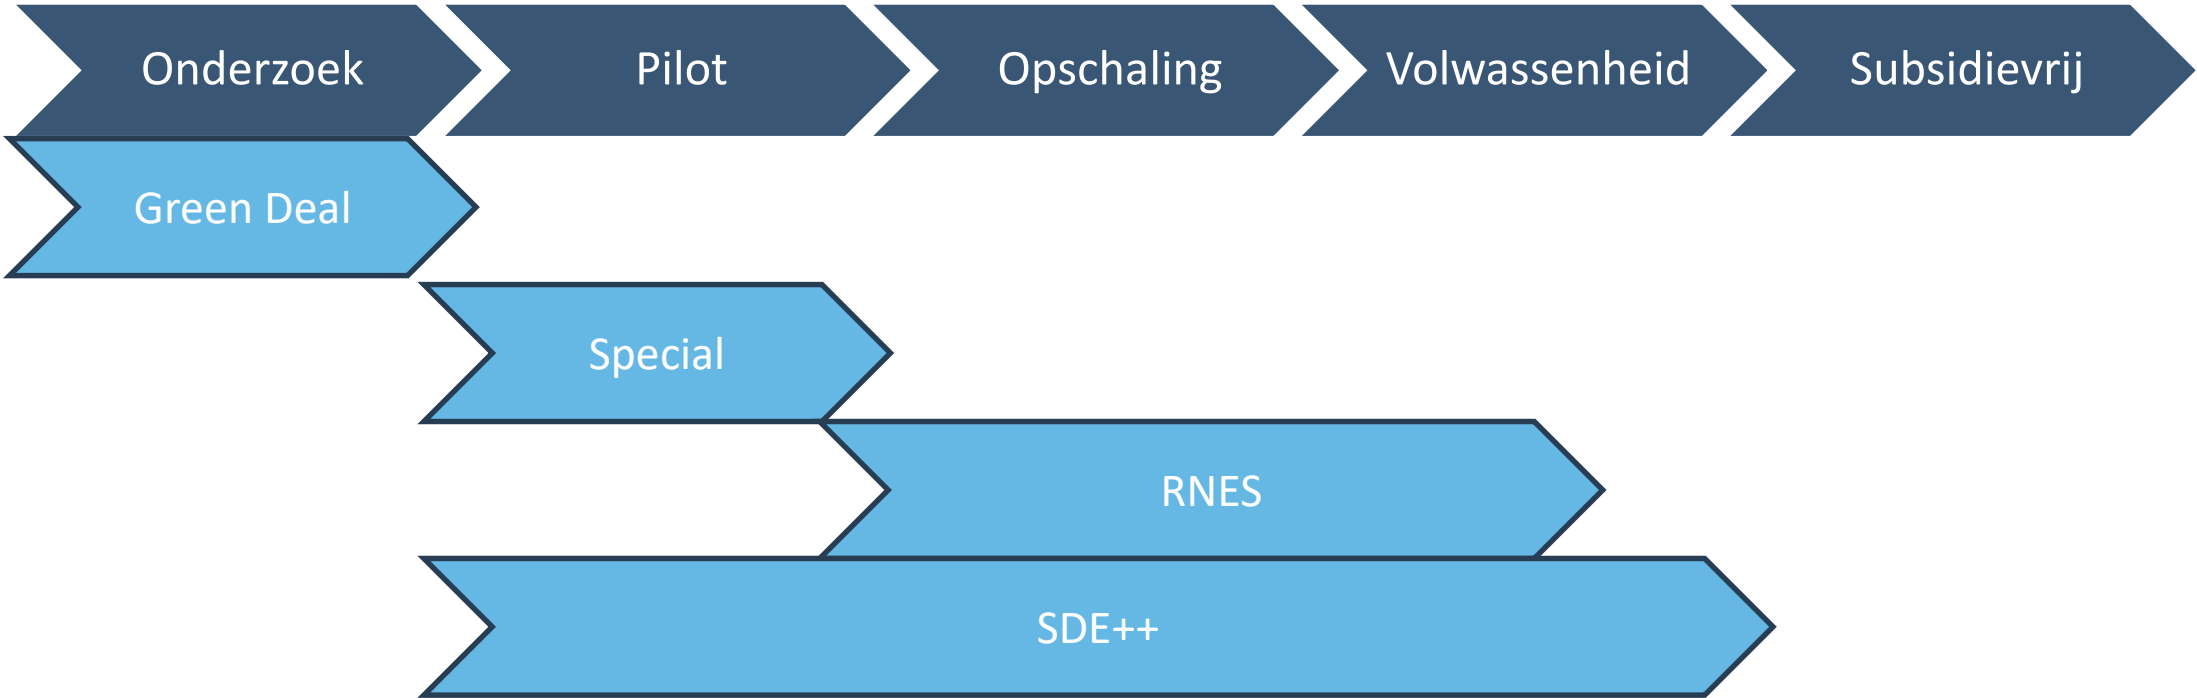 Onderzoek
Pilot
Opschaling
Volwassenheid
Subsidievrij
Green Deal
Special
RNES
SDE++